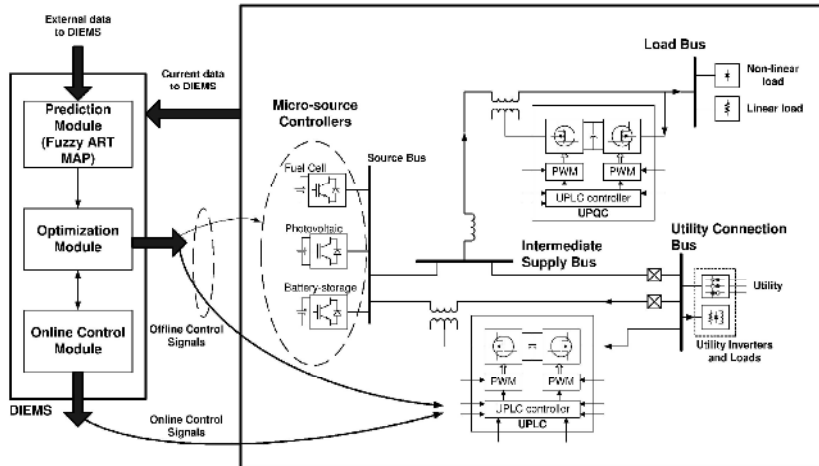 External data
to DIEMS
Current data
to DIEMS
Prediction
Module
(Fuzzy ART
MAP)
Optimization
Module
Online Control
Module
DIEMS
Offline Control
Signals
Online Control
Signals
Micro-source
Controllers
Source Bus
Fuel Cell
Photovoltaic
Battery-storage
Load Bus
Non-linear
load
Linear load
PWM
PWM
UPLC controller
UPQC
Intermediate
Supply Bus
Utility Connection
Bus
Utility
Utility Inverters
and Loads
PWM
PWM
UPLC controller
UPLC